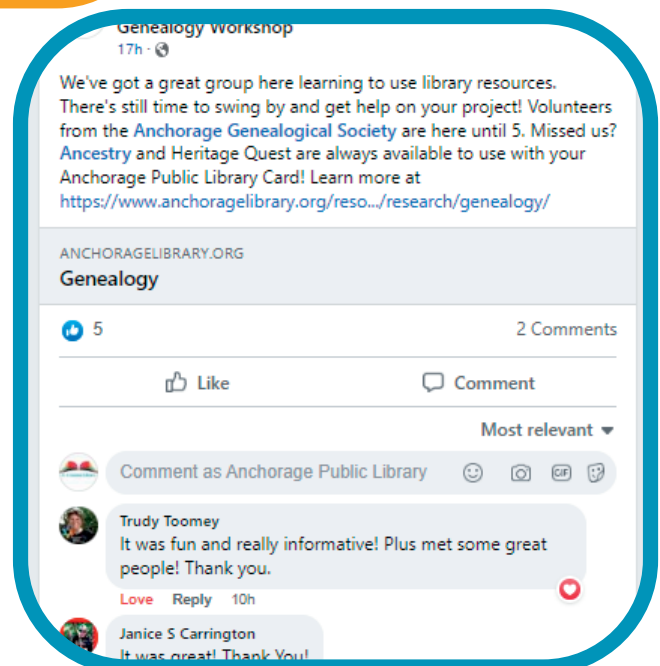 Genealogy Workshop
17h ·
We've got a great group here learning to use library resources.
There's still time to swing by and get help on your project! Volunteers
from the Anchorage Genealogical Society are here until 5. Missed us?
Ancestry and Heritage Quest are always available to use with your
Anchorage Public Library Card! Learn more at
https://www.anchoragelibrary.org/reso.../research/genealogy/
ANCHORAGELIBRARY.ORG
Genealogy
5
2 Comments
Like
Comment
Most relevant
Comment as Anchorage Public Library
GIF
Trudy Toomey
It was fun and really informative! Plus met some great
people! Thank you.
Love Reply 10h
Janice S Carrington
It was great! Thank You!